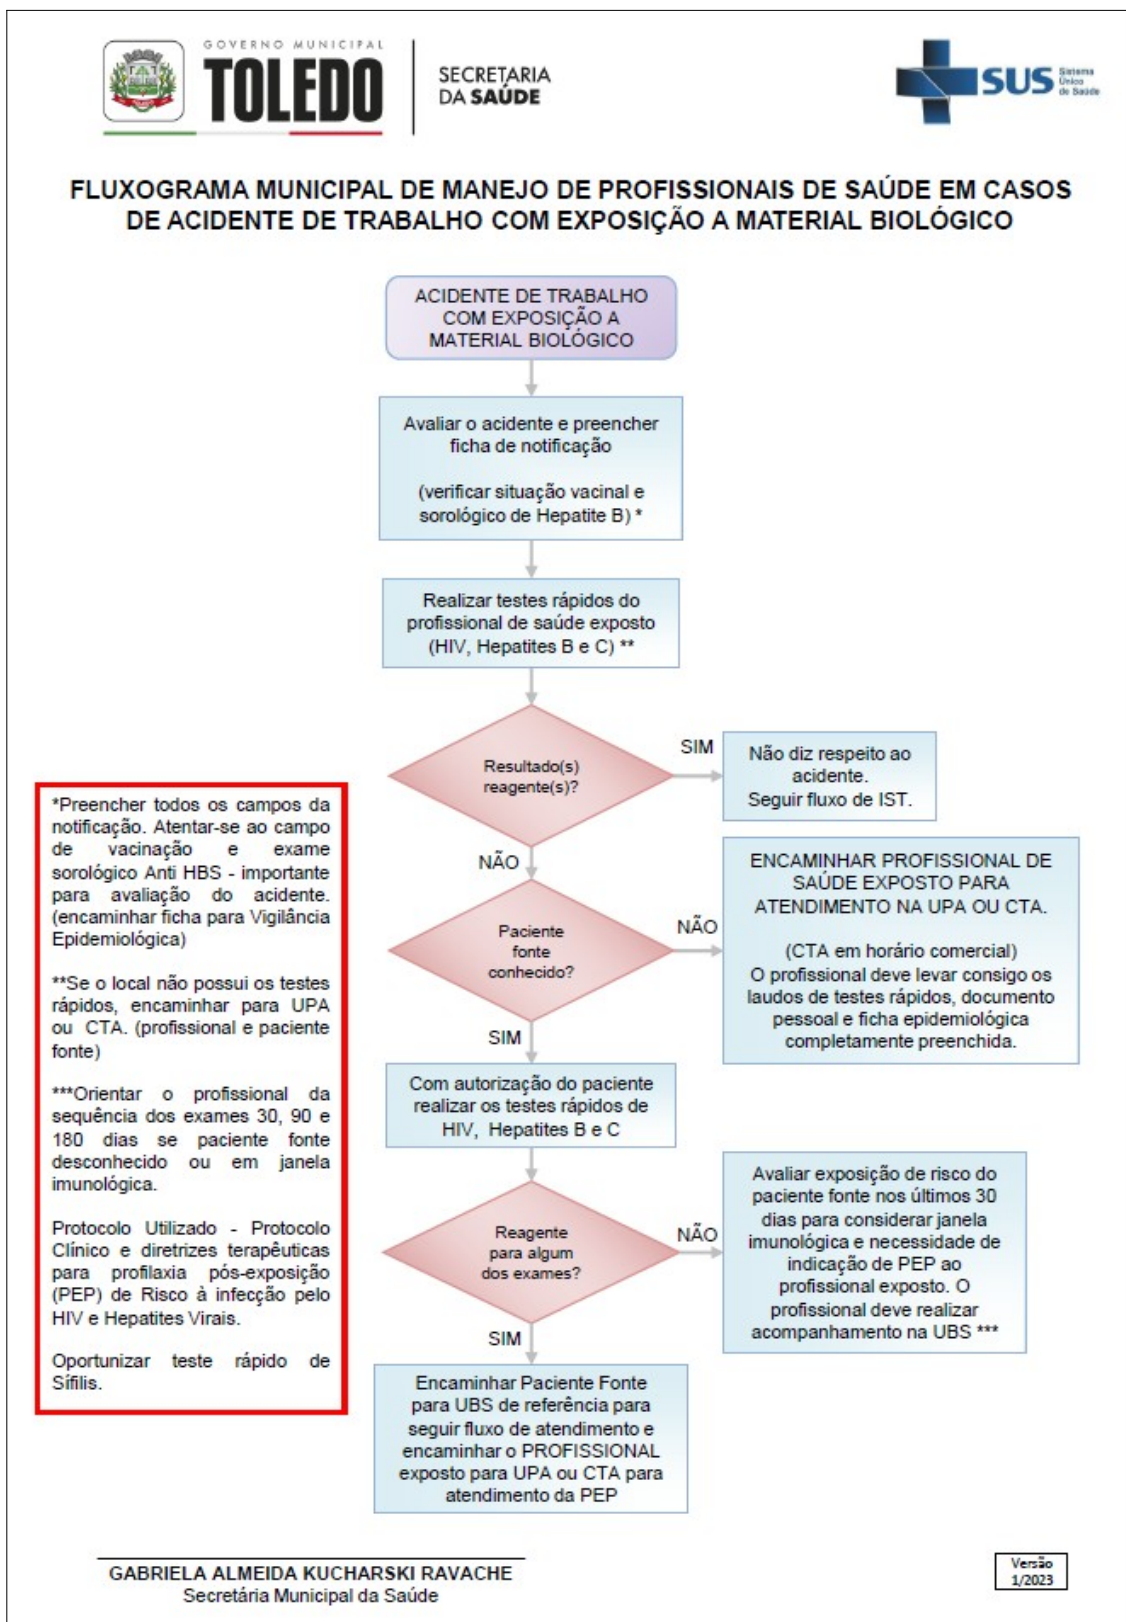 GOVERNO MUNICIPAL
TOLEDO
SECRETARIA
DA SAÚDE
SUS
Sistema
Único
de Saúde
FLUXOGRAMA MUNICIPAL DE MANEJO DE PROFISSIONAIS DE SAÚDE EM CASOS
DE ACIDENTE DE TRABALHO COM EXPOSIÇÃO A MATERIAL BIOLÓGICO
ACIDENTE DE TRABALHO
COM EXPOSIÇÃO A
MATERIAL BIOLÓGICO
Avaliar o acidente e preencher
ficha de notificação
(verificar situação vacinal e
sorológico de Hepatite B) *
Realizar testes rápidos do
profissional de saúde exposto
(HIV, Hepatites B e C) **
Resultado(s)
reagente(s)?
SIM
Não diz respeito ao
acidente.
Seguir fluxo de IST.
NÃO
Paciente
fonte
conhecido?
NÃO
ENCAMINHAR PROFISSIONAL DE
SAÚDE EXPOSTO PARA
ATENDIMENTO NA UPA OU CTA.
(CTA em horário comercial)
O profissional deve levar consigo os
laudos de testes rápidos, documento
pessoal e ficha epidemiológica
completamente preenchida.
SIM
Com autorização do paciente
realizar os testes rápidos de
HIV, Hepatites B e C
Reagente
para algum
dos exames?
NÃO
Avaliar exposição de risco do
paciente fonte nos últimos 30
dias para considerar janela
imunológica e necessidade de
indicação de PEP ao
profissional exposto. O
profissional deve realizar
acompanhamento na UBS ***
SIM
Encaminhar Paciente Fonte
para UBS de referência para
seguir fluxo de atendimento e
encaminhar o PROFISSIONAL
exposto para UPA ou CTA para
atendimento da PEP
*Preencher todos os campos da
notificação. Atentar-se ao campo
de vacinação e exame
sorológico Anti HBS - importante
para avaliação do acidente.
(encaminhar ficha para Vigilância
Epidemiológica)
**Se o local não possui os testes
rápidos, encaminhar para UPA
ou CTA. (profissional e paciente
fonte)
***Orientar o profissional da
sequência dos exames 30, 90 e
180 dias se paciente fonte
desconhecido ou em janela
imunológica.
Protocolo Utilizado - Protocolo
Clínico e diretrizes terapêuticas
para profilaxia pós-exposição
(PEP) de Risco à infecção pelo
HIV e Hepatites Virais.
Oportunizar teste rápido de
Sífilis.
GABRIELA ALMEIDA KUCHARSKI RAVACHE
Secretária Municipal da Saúde
Versão
1/2023